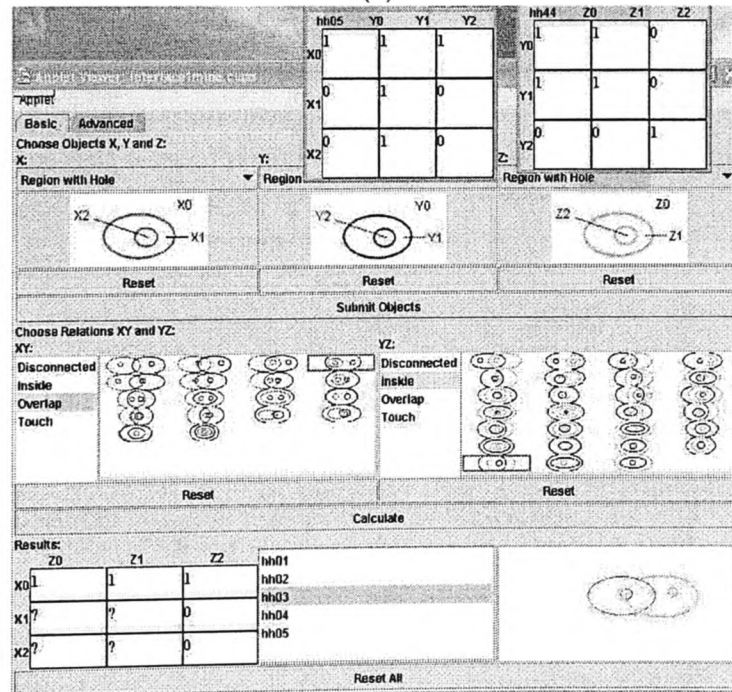 hh05 Y0 Y1 Y2
X0 1 1 1
X1 0 1 0
X2 0 1 0
hh44 Z0 Z1 Z2
Y0 1 1 0
Y1 1 1 0
Y2 0 0 1
Applet
Basic Advanced
Choose Objects X, Y and Z:
X: Y: Z:
Region with Hole Region Region with Hole
X2 X0 X1
Y2 Y0 Y1
Z2 Z0 Z1
Reset Reset Reset
Submit Objects
Choose Relations XY and YZ:
XY: YZ:
Disconnected
Inside
Overlap
Touch
Disconnected
Inside
Overlap
Touch
Reset Reset
Calculate
Results:
Z0 Z1 Z2
X0 1 1 1
X1 ? ? 0
X2 ? ? 0
hh01
hh02
hh03
hh04
hh05
Reset All